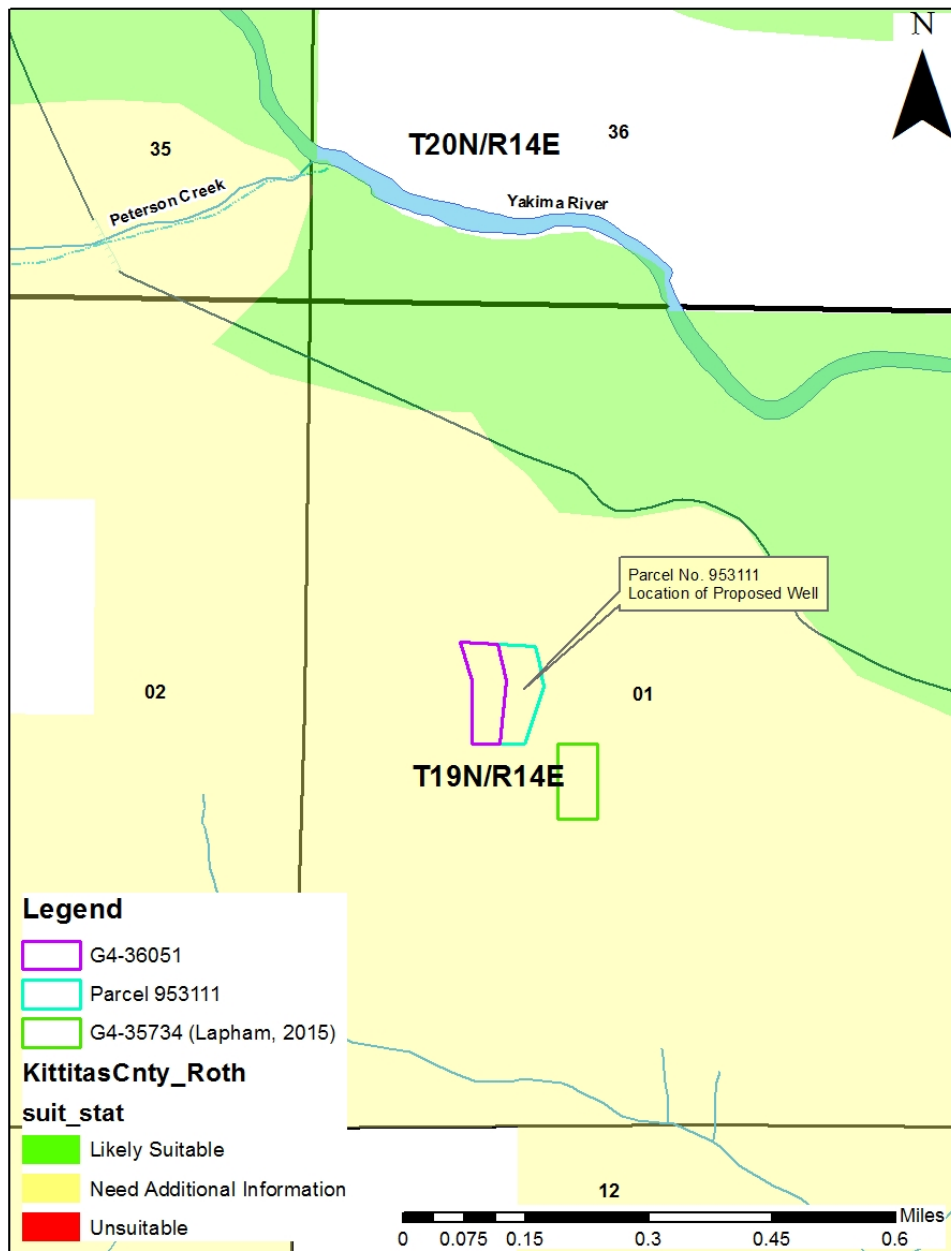 N
T20N/R14E
36
35
Peterson Creek
Yakima River
Parcel No. 953111
Location of Proposed Well
02
01
T19N/R14E
Legend
G4-36051
Parcel 953111
G4-35734 (Lapham, 2015)
KittitasCnty_Roth
suit_stat
Likely Suitable
Need Additional Information
Unsuitable
12
Miles
0 0.075 0.15 0.3 0.45 0.6